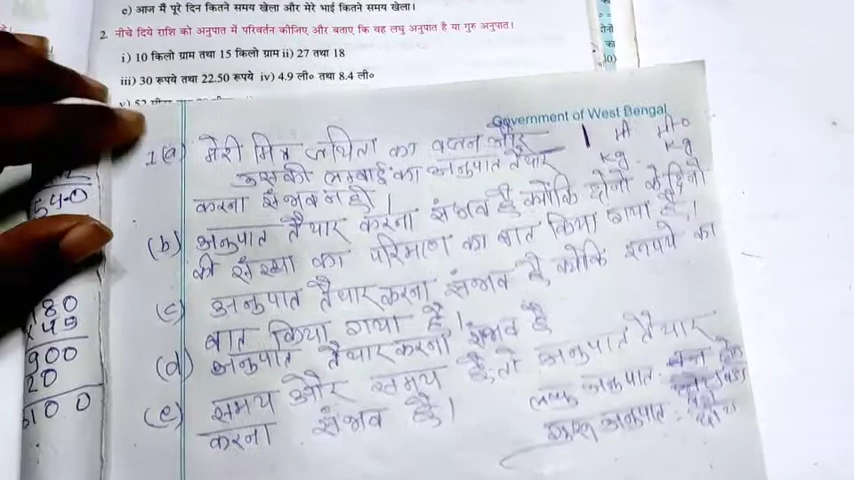 e) आज मैं पूरे दिन कितने समय खेला और मेरे भाई कितने समय खेला।
2. नीचे दिये राशि को अनुपात में परिवर्तन कीजिए और बताए कि वह लघु अनुपात है या गुरु अनुपात।
i) 10 किलो ग्राम तथा 15 किलो ग्राम ii) 27 तथा 18
iii) 30 रूपये तथा 22.50 रूपये iv) 4.9 ली० तथा 8.4 ली०
Government of West Bengal
1(a) मेरी मित्र का वजन और
उसकी लम्बाई का अनुपात तैयार
kg kg
करना संभव नही।
(b) अनुपात तैयार करना संभव है क्योकि दोनो के दिनो
की संख्या का परिमाण का बात किया गया है।
(c) अनुपात तैयार करना संभव है क्योकि रूपये का
बात किया गया है।
(d) अनुपात तैयार करना संभव है
(e) समय और समय है, तो अनुपात तैयार
करना संभव है।
लघु अनुपात
गुरु अनुपात
540
180
900
20